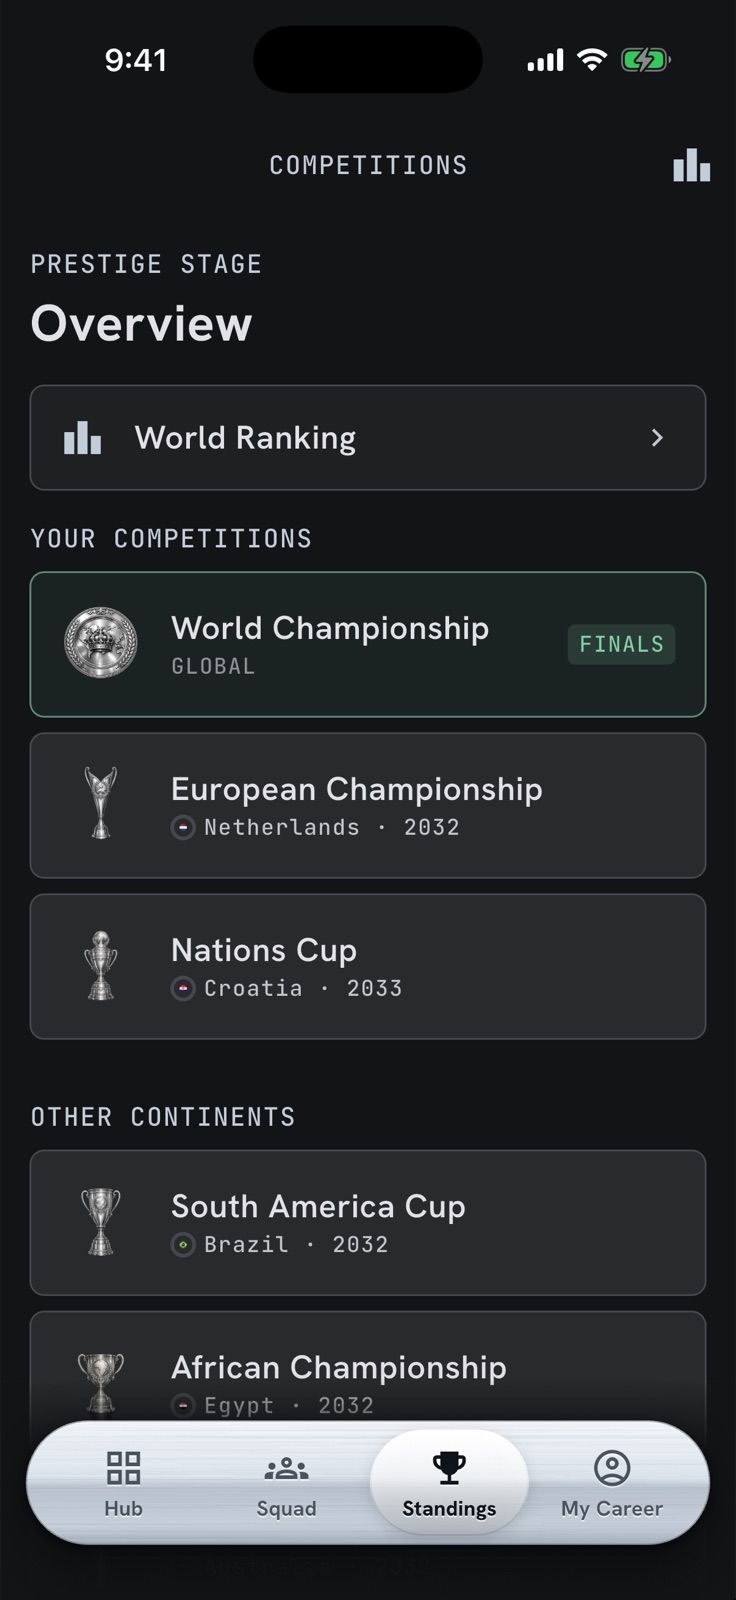 9:41
COMPETITIONS
PRESTIGE STAGE
Overview
World Ranking
YOUR COMPETITIONS
World Championship
GLOBAL
FINALS
European Championship
Netherlands · 2032
Nations Cup
Croatia · 2033
OTHER CONTINENTS
South America Cup
Brazil · 2032
African Championship
Egypt · 2032
Hub
Squad
Standings
My Career
Australia · 2032